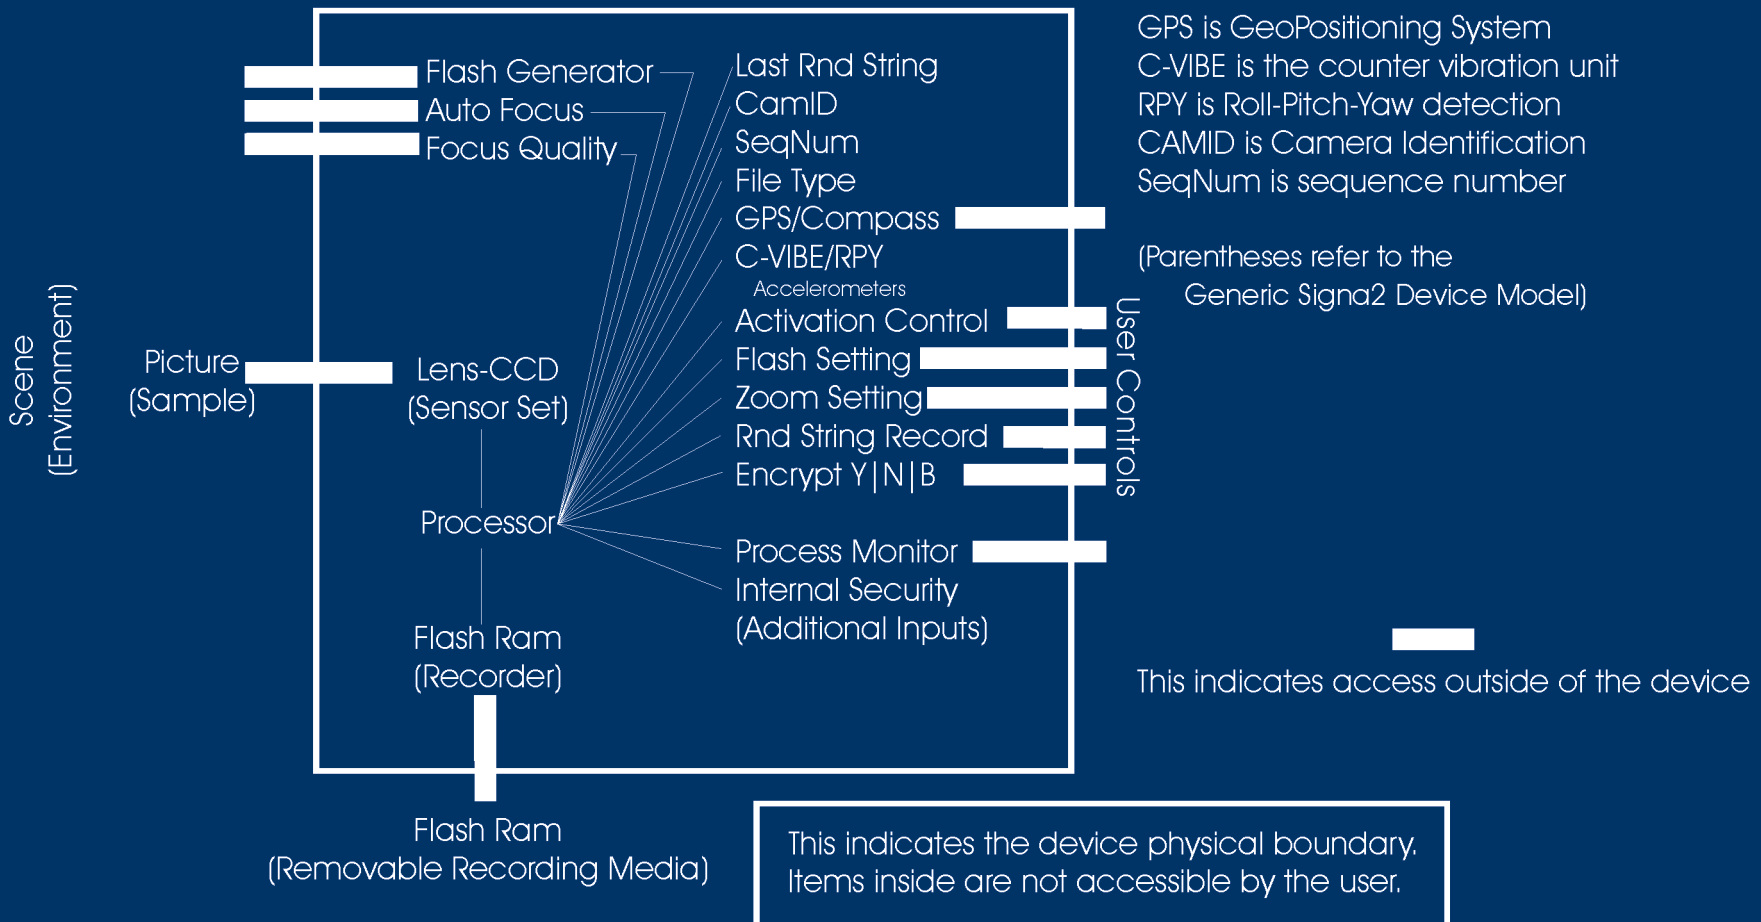 Scene
(Environment)
Picture
(Sample)
Flash Generator
Auto Focus
Focus Quality
Lens-CCD
(Sensor Set)
Processor
Flash Ram
(Recorder)
Flash Ram
(Removable Recording Media)
Last Rnd String
CamID
SeqNum
File Type
GPS/Compass
C-VIBE/RPY
Accelerometers
Activation Control
Flash Setting
Zoom Setting
Rnd String Record
Encrypt Y|N|B
Process Monitor
Internal Security
(Additional Inputs)
User Controls
GPS is GeoPositioning System
C-VIBE is the counter vibration unit
RPY is Roll-Pitch-Yaw detection
CAMID is Camera Identification
SeqNum is sequence number
(Parentheses refer to the
Generic Signa2 Device Model)
This indicates access outside of the device
This indicates the device physical boundary.
Items inside are not accessible by the user.